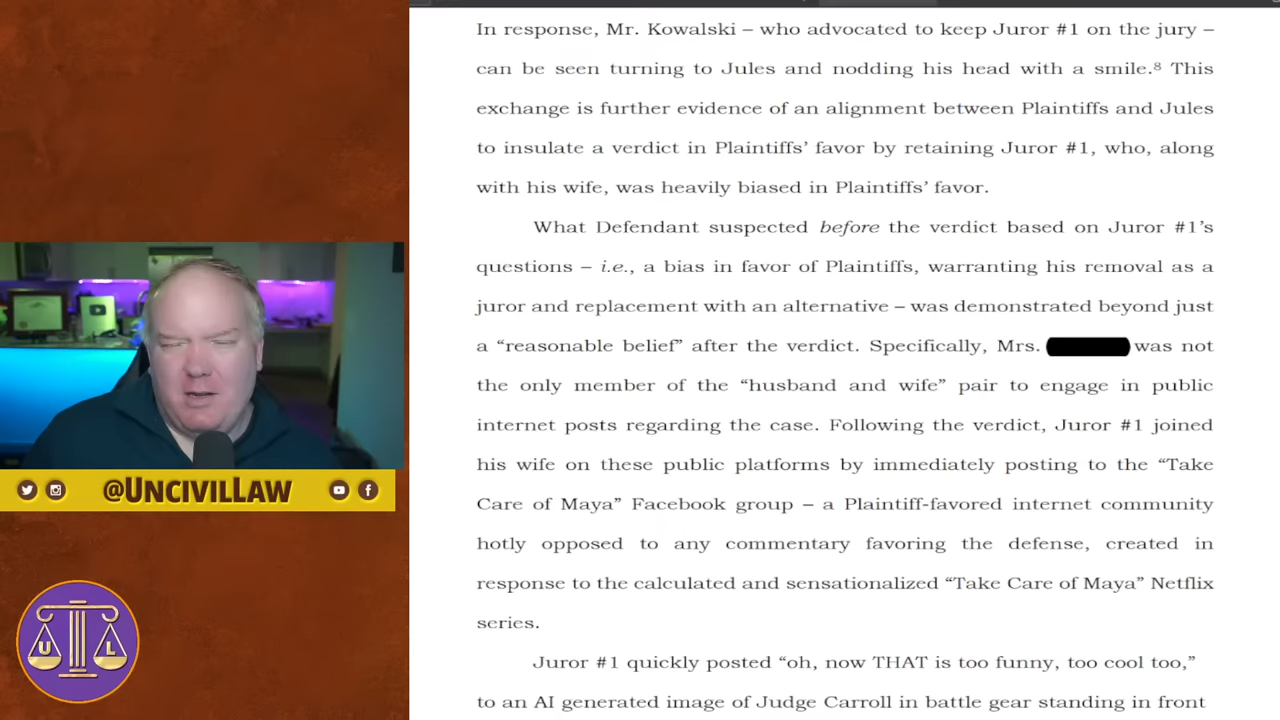 In response, Mr. Kowalski – who advocated to keep Juror #1 on the jury –
can be seen turning to Jules and nodding his head with a smile.8 This
exchange is further evidence of an alignment between Plaintiffs and Jules
to insulate a verdict in Plaintiffs’ favor by retaining Juror #1, who, along
with his wife, was heavily biased in Plaintiffs’ favor.
What Defendant suspected before the verdict based on Juror #1’s
questions – i.e., a bias in favor of Plaintiffs, warranting his removal as a
juror and replacement with an alternative – was demonstrated beyond just
a “reasonable belief” after the verdict. Specifically, Mrs. was not
the only member of the “husband and wife” pair to engage in public
internet posts regarding the case. Following the verdict, Juror #1 joined
his wife on these public platforms by immediately posting to the “Take
Care of Maya” Facebook group – a Plaintiff-favored internet community
hotly opposed to any commentary favoring the defense, created in
response to the calculated and sensationalized “Take Care of Maya” Netflix
series.
Juror #1 quickly posted “oh, now THAT is too funny, too cool too,”
to an AI generated image of Judge Carroll in battle gear standing in front
@UncivilLaw
U L